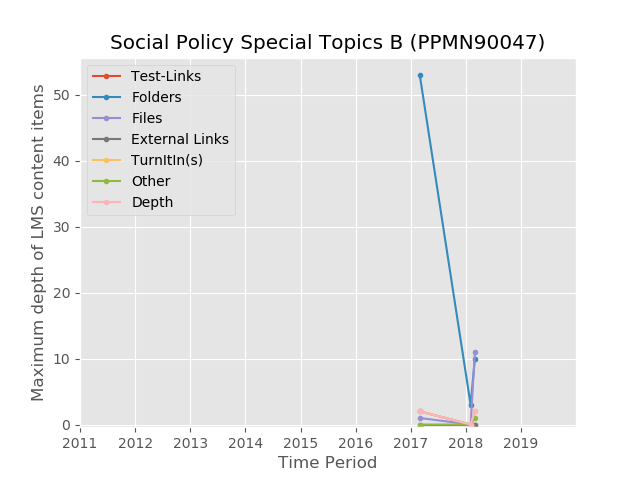 Social Policy Special Topics B (PPMN90047)
Test-Links
Folders
Files
External Links
TurnItIn(s)
Other
Depth
Maximum depth of LMS content items
50
40
30
20
10
0
2011 2012 2013 2014 2015 2016 2017 2018 2019
Time Period